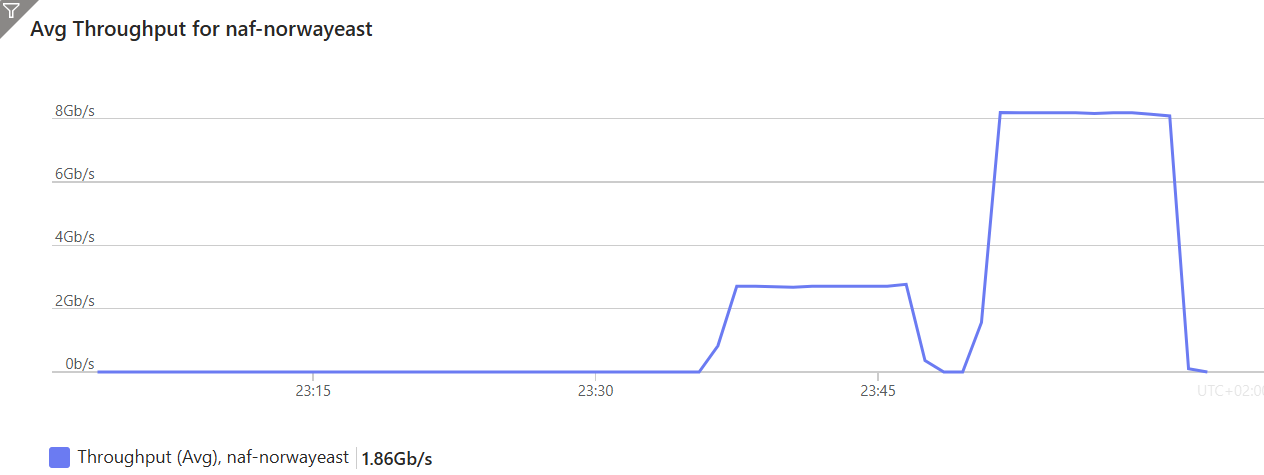 Avg Throughput for naf-norwayeast
8Gb/s
6Gb/s
4Gb/s
2Gb/s
0b/s
23:15 23:30 23:45 UTC+02:00
Throughput (Avg), naf-norwayeast 1.86Gb/s